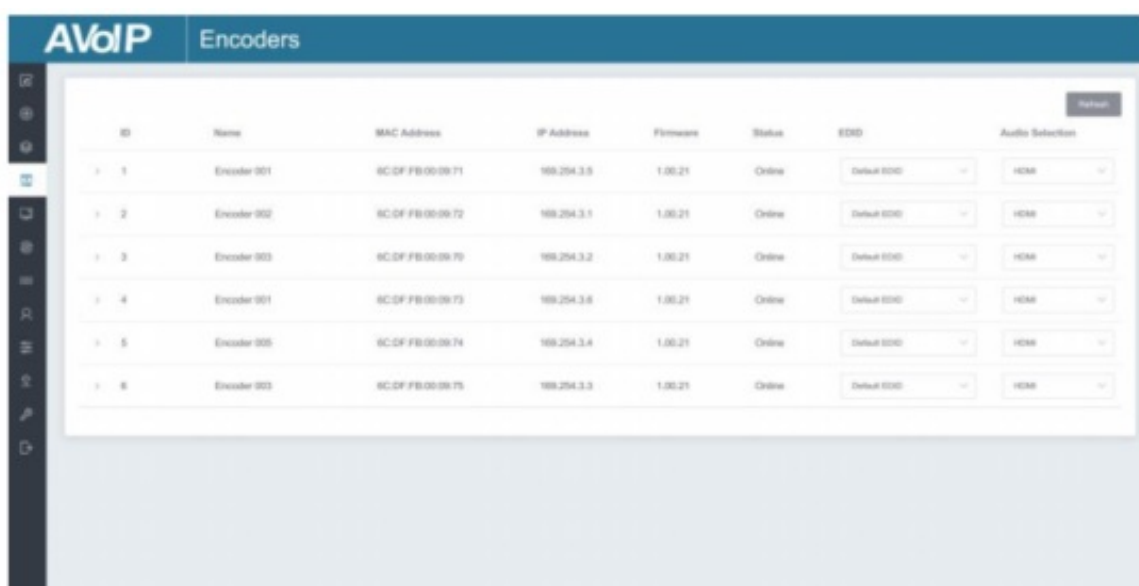 AVoIP Encoders
Refresh
ID Name MAC Address IP Address Firmware Status EDID Audio Selection
1 Encoder 001 6C:DF:FB:00:09:71 169.254.3.5 1.00.21 Online Default EDID HDMI
2 Encoder 002 6C:DF:FB:00:09:72 169.254.3.1 1.00.21 Online Default EDID HDMI
3 Encoder 003 6C:DF:FB:00:09:70 169.254.3.2 1.00.21 Online Default EDID HDMI
4 Encoder 001 6C:DF:FB:00:09:73 169.254.3.6 1.00.21 Online Default EDID HDMI
5 Encoder 005 6C:DF:FB:00:09:74 169.254.3.4 1.00.21 Online Default EDID HDMI
6 Encoder 003 6C:DF:FB:00:09:75 169.254.3.3 1.00.21 Online Default EDID HDMI